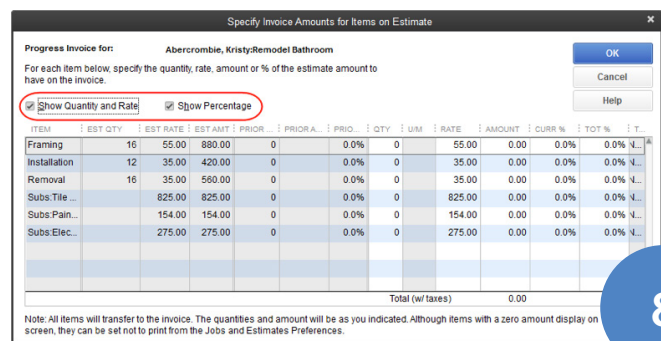 Specify Invoice Amounts for Items on Estimate
Progress Invoice for: Abercrombie, Kristy:Remodel Bathroom
OK
For each item below, specify the quantity, rate, amount or % of the estimate amount to
have on the invoice.
Cancel
Show Quantity and Rate Show Percentage
Help
ITEM EST QTY EST RATE EST AMT PRIOR ... PRIOR A... PRIO... QTY U/M RATE AMOUNT CURR % TOT % T...
Framing 16 55.00 880.00 0 0.0% 0 55.00 0.00 0.0% 0.0% N...
Installation 12 35.00 420.00 0 0.0% 0 35.00 0.00 0.0% 0.0% N...
Removal 16 35.00 560.00 0 0.0% 0 35.00 0.00 0.0% 0.0% N...
Subs:Tile ... 825.00 825.00 0 0.0% 0 825.00 0.00 0.0% 0.0% N...
Subs:Pain... 154.00 154.00 0 0.0% 0 154.00 0.00 0.0% 0.0% N...
Subs:Elec... 275.00 275.00 0 0.0% 0 275.00 0.00 0.0% 0.0% N...
Total (w/ taxes) 0.00
8
Note: All items will transfer to the invoice. The quantities and amount will be as you indicated. Although items with a zero amount display on
screen, they can be set not to print from the Jobs and Estimates Preferences.